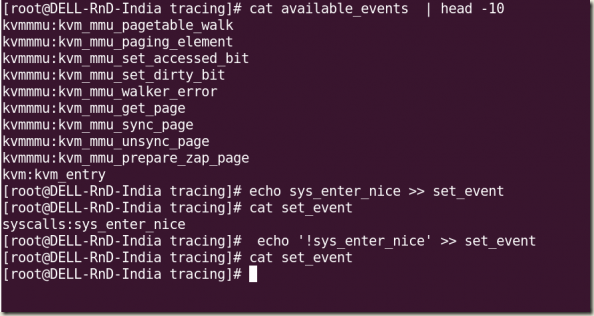 [root@DELL-RnD-India tracing]# cat available_events  | head -10
kvmmmu:kvm_mmu_pagetable_walk
kvmmmu:kvm_mmu_paging_element
kvmmmu:kvm_mmu_set_accessed_bit
kvmmmu:kvm_mmu_set_dirty_bit
kvmmmu:kvm_mmu_walker_error
kvmmmu:kvm_mmu_get_page
kvmmmu:kvm_mmu_sync_page
kvmmmu:kvm_mmu_unsync_page
kvmmmu:kvm_mmu_prepare_zap_page
kvm:kvm_entry
[root@DELL-RnD-India tracing]# echo sys_enter_nice >> set_event
[root@DELL-RnD-India tracing]# cat set_event
syscalls:sys_enter_nice
[root@DELL-RnD-India tracing]#  echo '!sys_enter_nice' >> set_event
[root@DELL-RnD-India tracing]# cat set_event
[root@DELL-RnD-India tracing]#